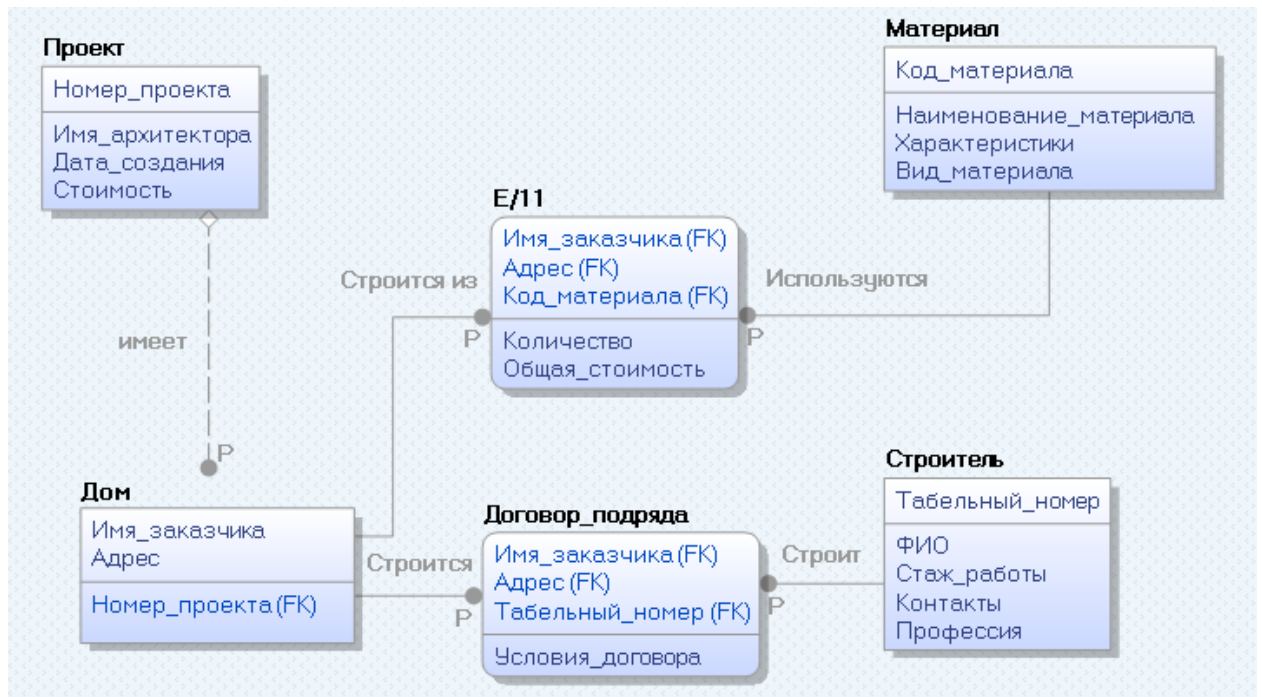 Проект
Номер_проекта
Имя_архитектора
Дата_создания
Стоимость
Материал
Код_материала
Наименование_материала
Характеристики
Вид_материала
E/11
Имя_заказчика (FK)
Адрес (FK)
Код_материала (FK)
Количество
Общая_стоимость
Строится из
P
Используются
P
имеет
P
Дом
Имя_заказчика
Адрес
Номер_проекта (FK)
Строится
P
Договор_подряда
Имя_заказчика (FK)
Адрес (FK)
Табельный_номер (FK)
Условия_договора
Строит
P
Строитель
Табельный_номер
ФИО
Стаж_работы
Контакты
Профессия